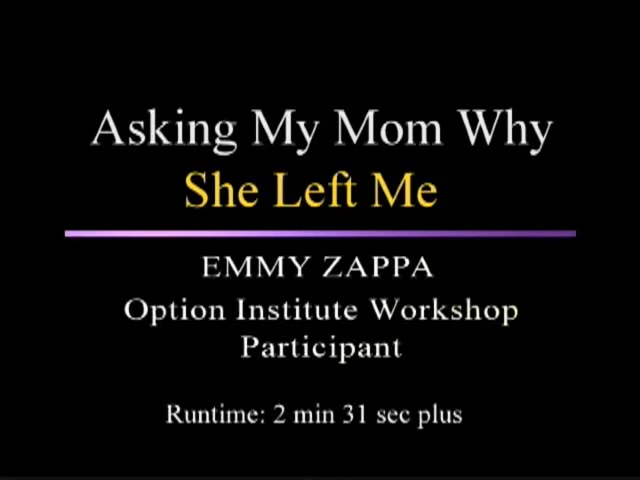 Asking My Mom Why
She Left Me
EMMY ZAPPA
Option Institute Workshop
Participant
Runtime: 2 min 31 sec plus